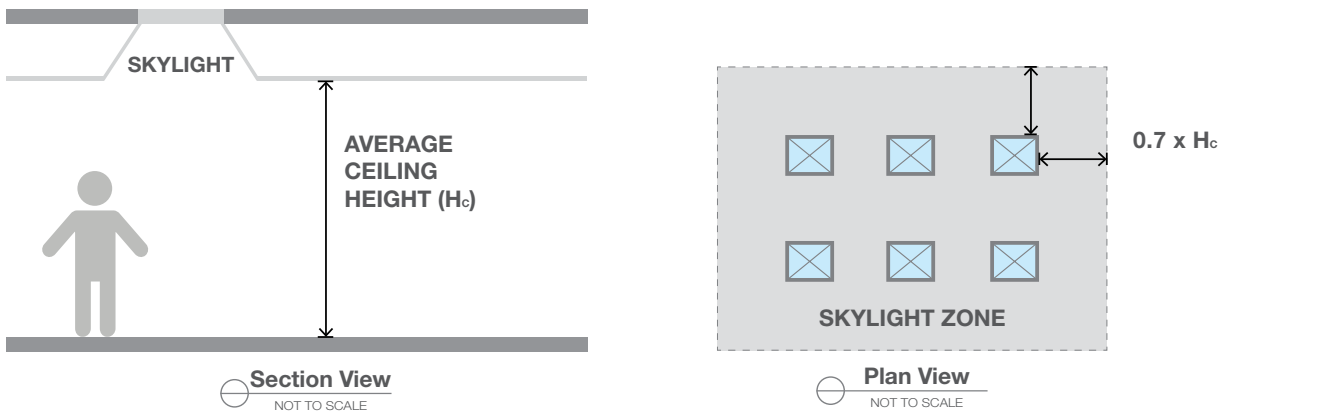 SKYLIGHT
AVERAGE
CEILING
HEIGHT (Hc)
Section View
NOT TO SCALE
0.7 x Hc
SKYLIGHT ZONE
Plan View
NOT TO SCALE